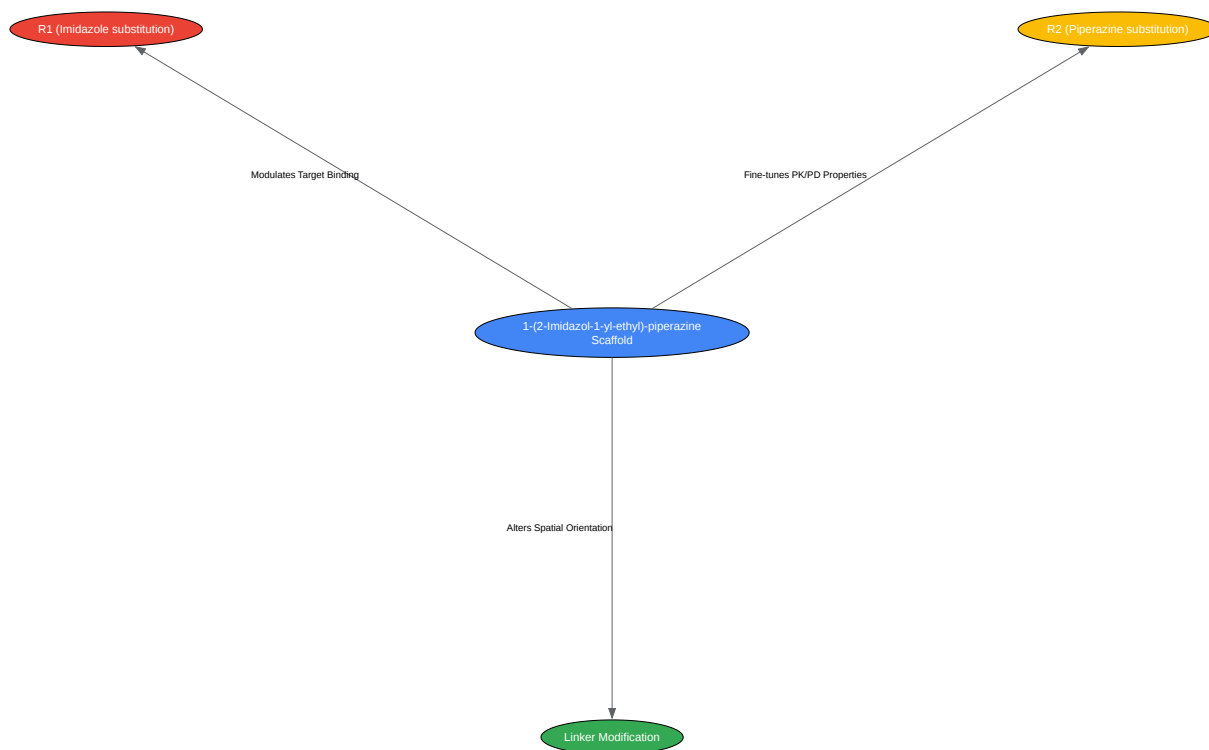 R1 (Imidazole substitution)
R2 (Piperazine substitution)
Modulates Target Binding
Fine-tunes PK/PD Properties
1-(2-Imidazol-1-yl-ethyl)-piperazine
Scaffold
Alters Spatial Orientation
Linker Modification